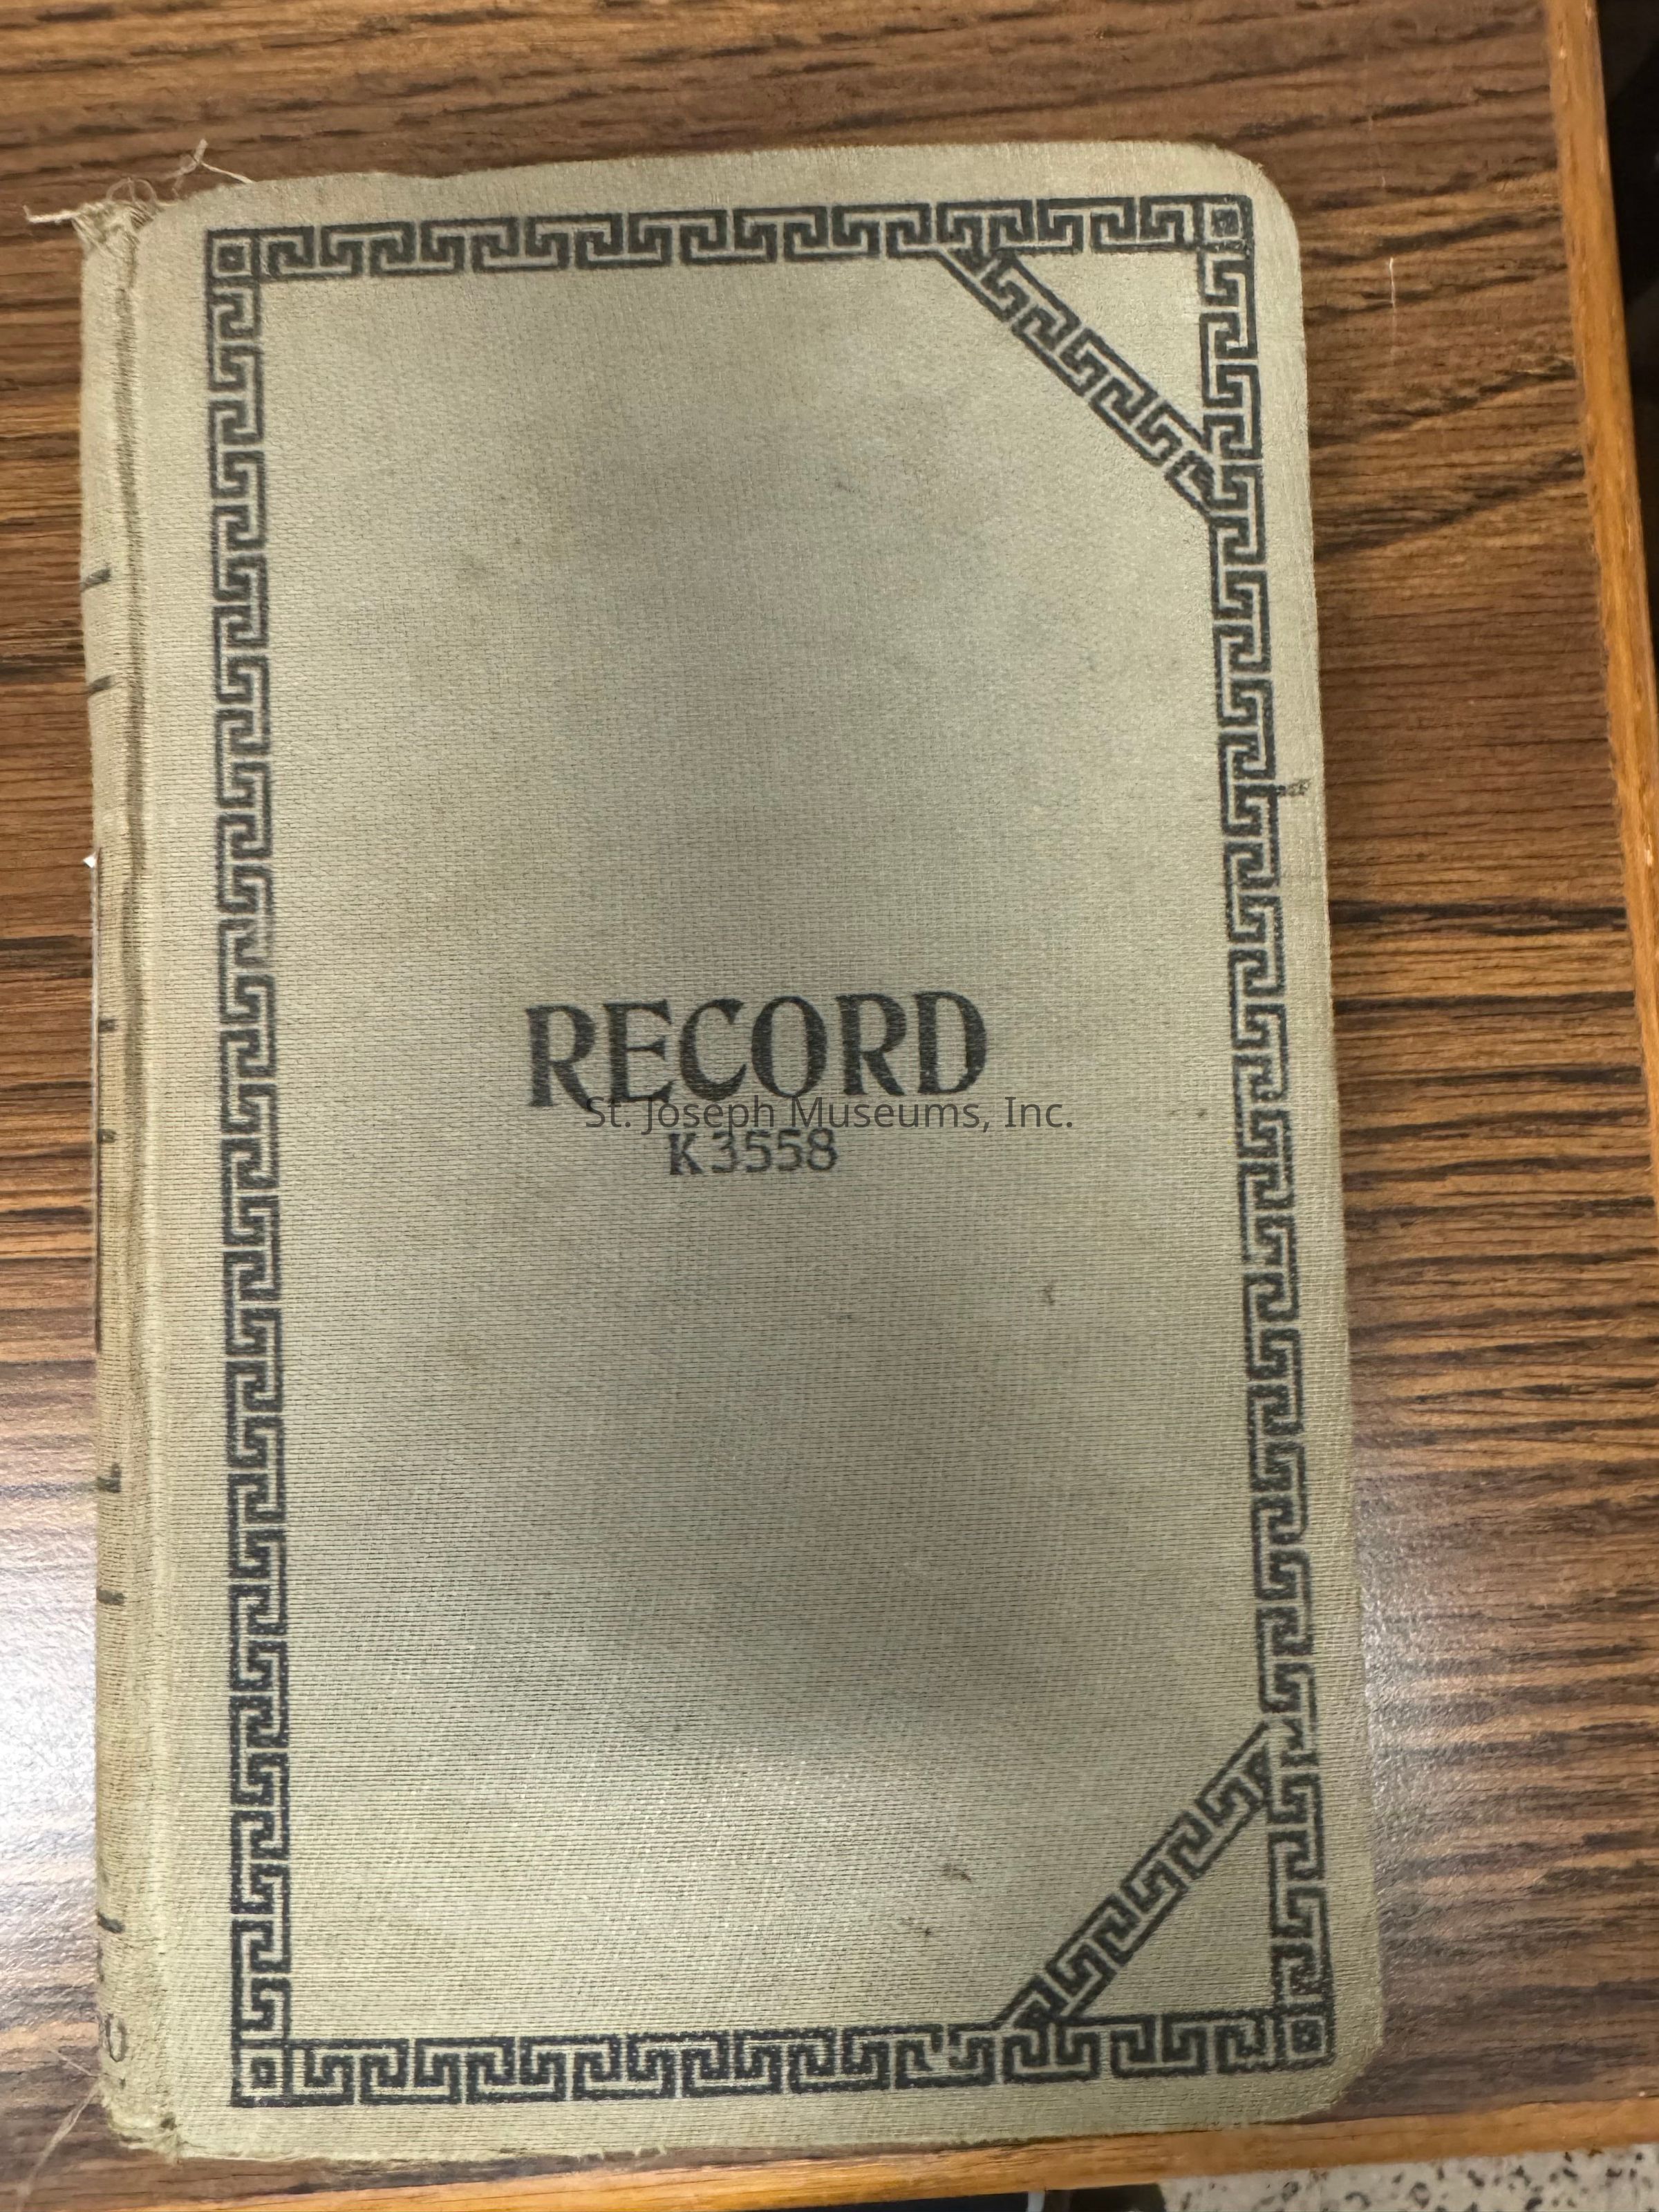 RECORD
St. Joseph Museums, Inc.
K3558